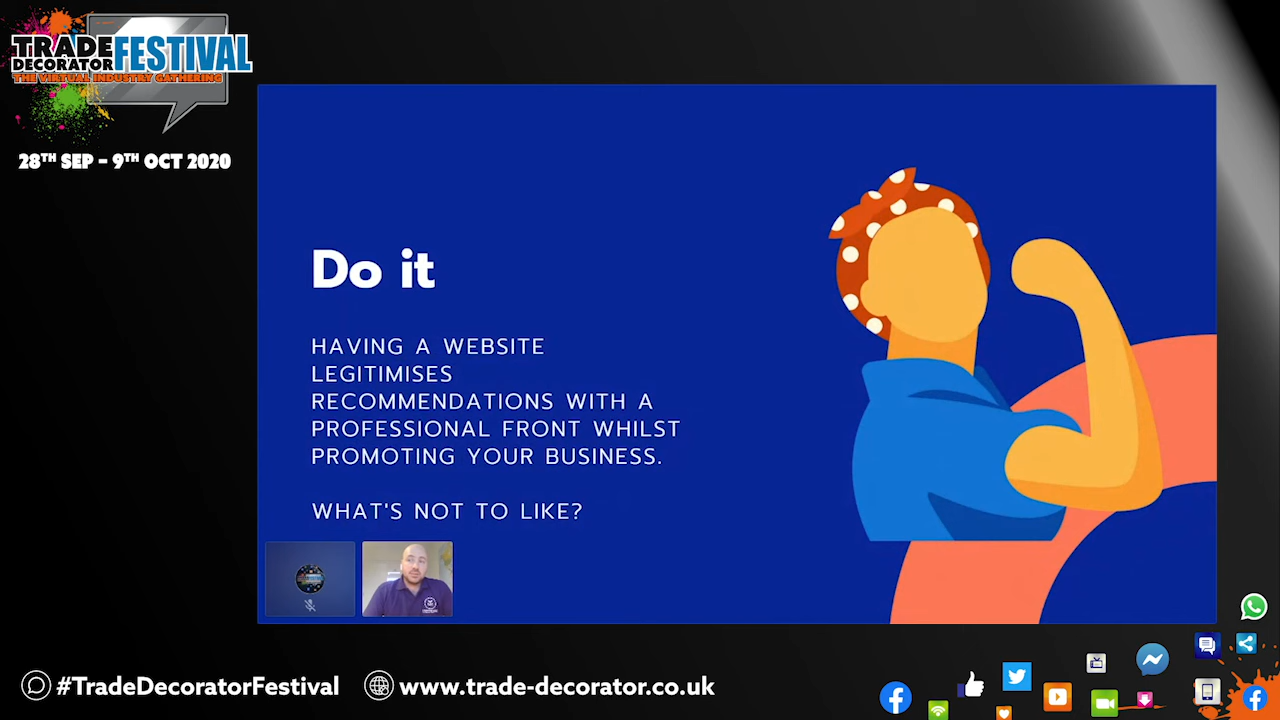 TRADE
DECORATOR
FESTIVAL
THE VIRTUAL INDUSTRY GATHERING
28TH SEP - 9TH OCT 2020
Do it
HAVING A WEBSITE
LEGITIMISES
RECOMMENDATIONS WITH A
PROFESSIONAL FRONT WHILST
PROMOTING YOUR BUSINESS.
WHAT'S NOT TO LIKE?
#TradeDecoratorFestival
www.trade-decorator.co.uk